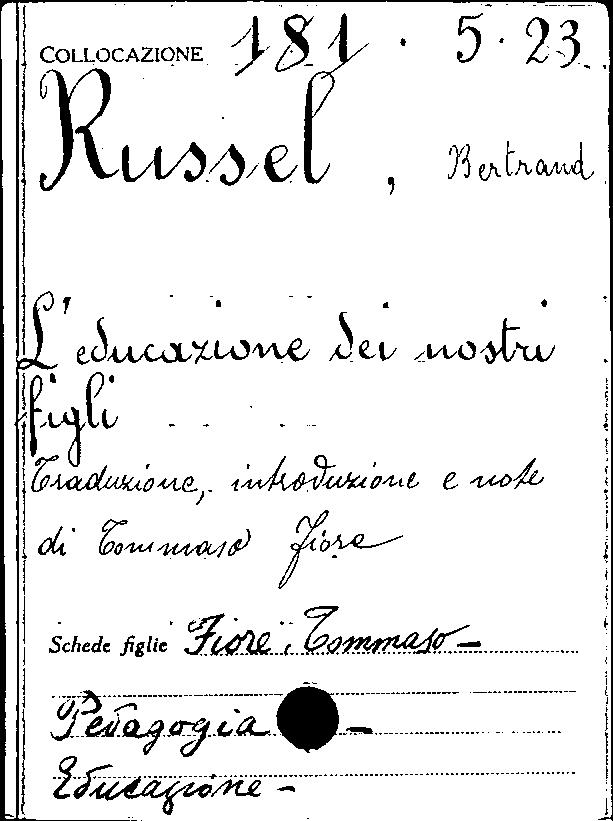 COLLOCAZIONE 181 . 5. 23
Russel, Bertrand
L'educazione dei nostri
figli
Traduzione, introduzione e note
di Tommaso Fiore
Schede figlie Fiore, Tommaso -
Pedagogia -
Educazione -